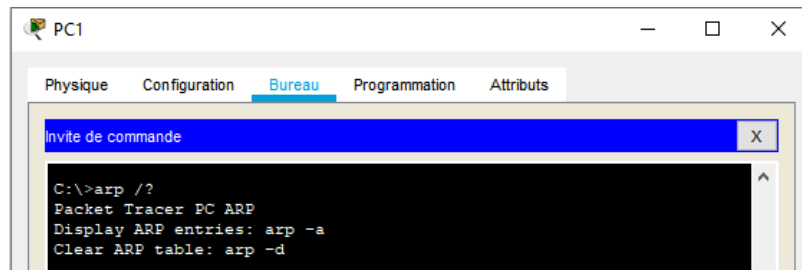 PC1
Physique Configuration Bureau Programmation Attributs
Invite de commande X
C:\>arp /?
Packet Tracer PC ARP
Display ARP entries: arp -a
Clear ARP table: arp -d